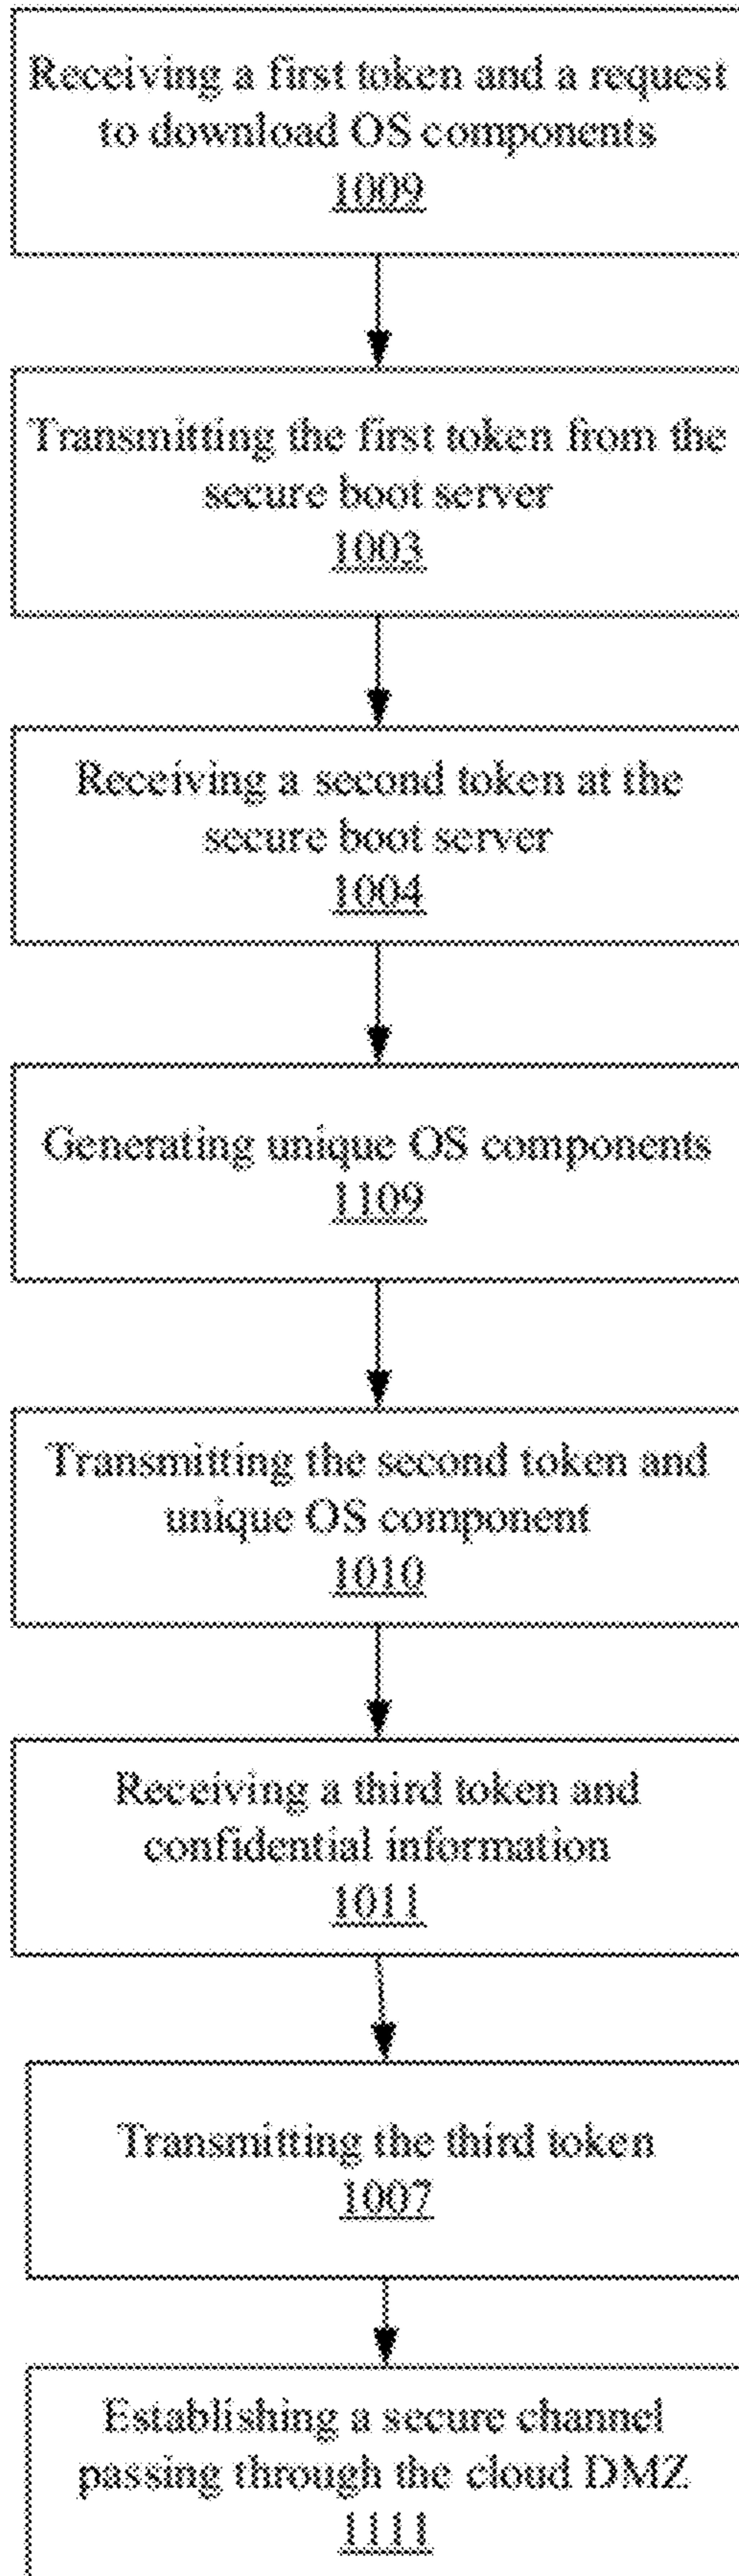 Receiving a first token and a request
to download OS components
1009
Transmitting the first token from the
secure boot server
1003
Receiving a second token at the
secure boot server
1004
Generating unique OS components
1109
Transmitting the second token and
unique OS component
1010
Receiving a third token and
confidential information
1011
Transmitting the third token
1007
Establishing a secure channel
passing through the cloud DMZ
1111